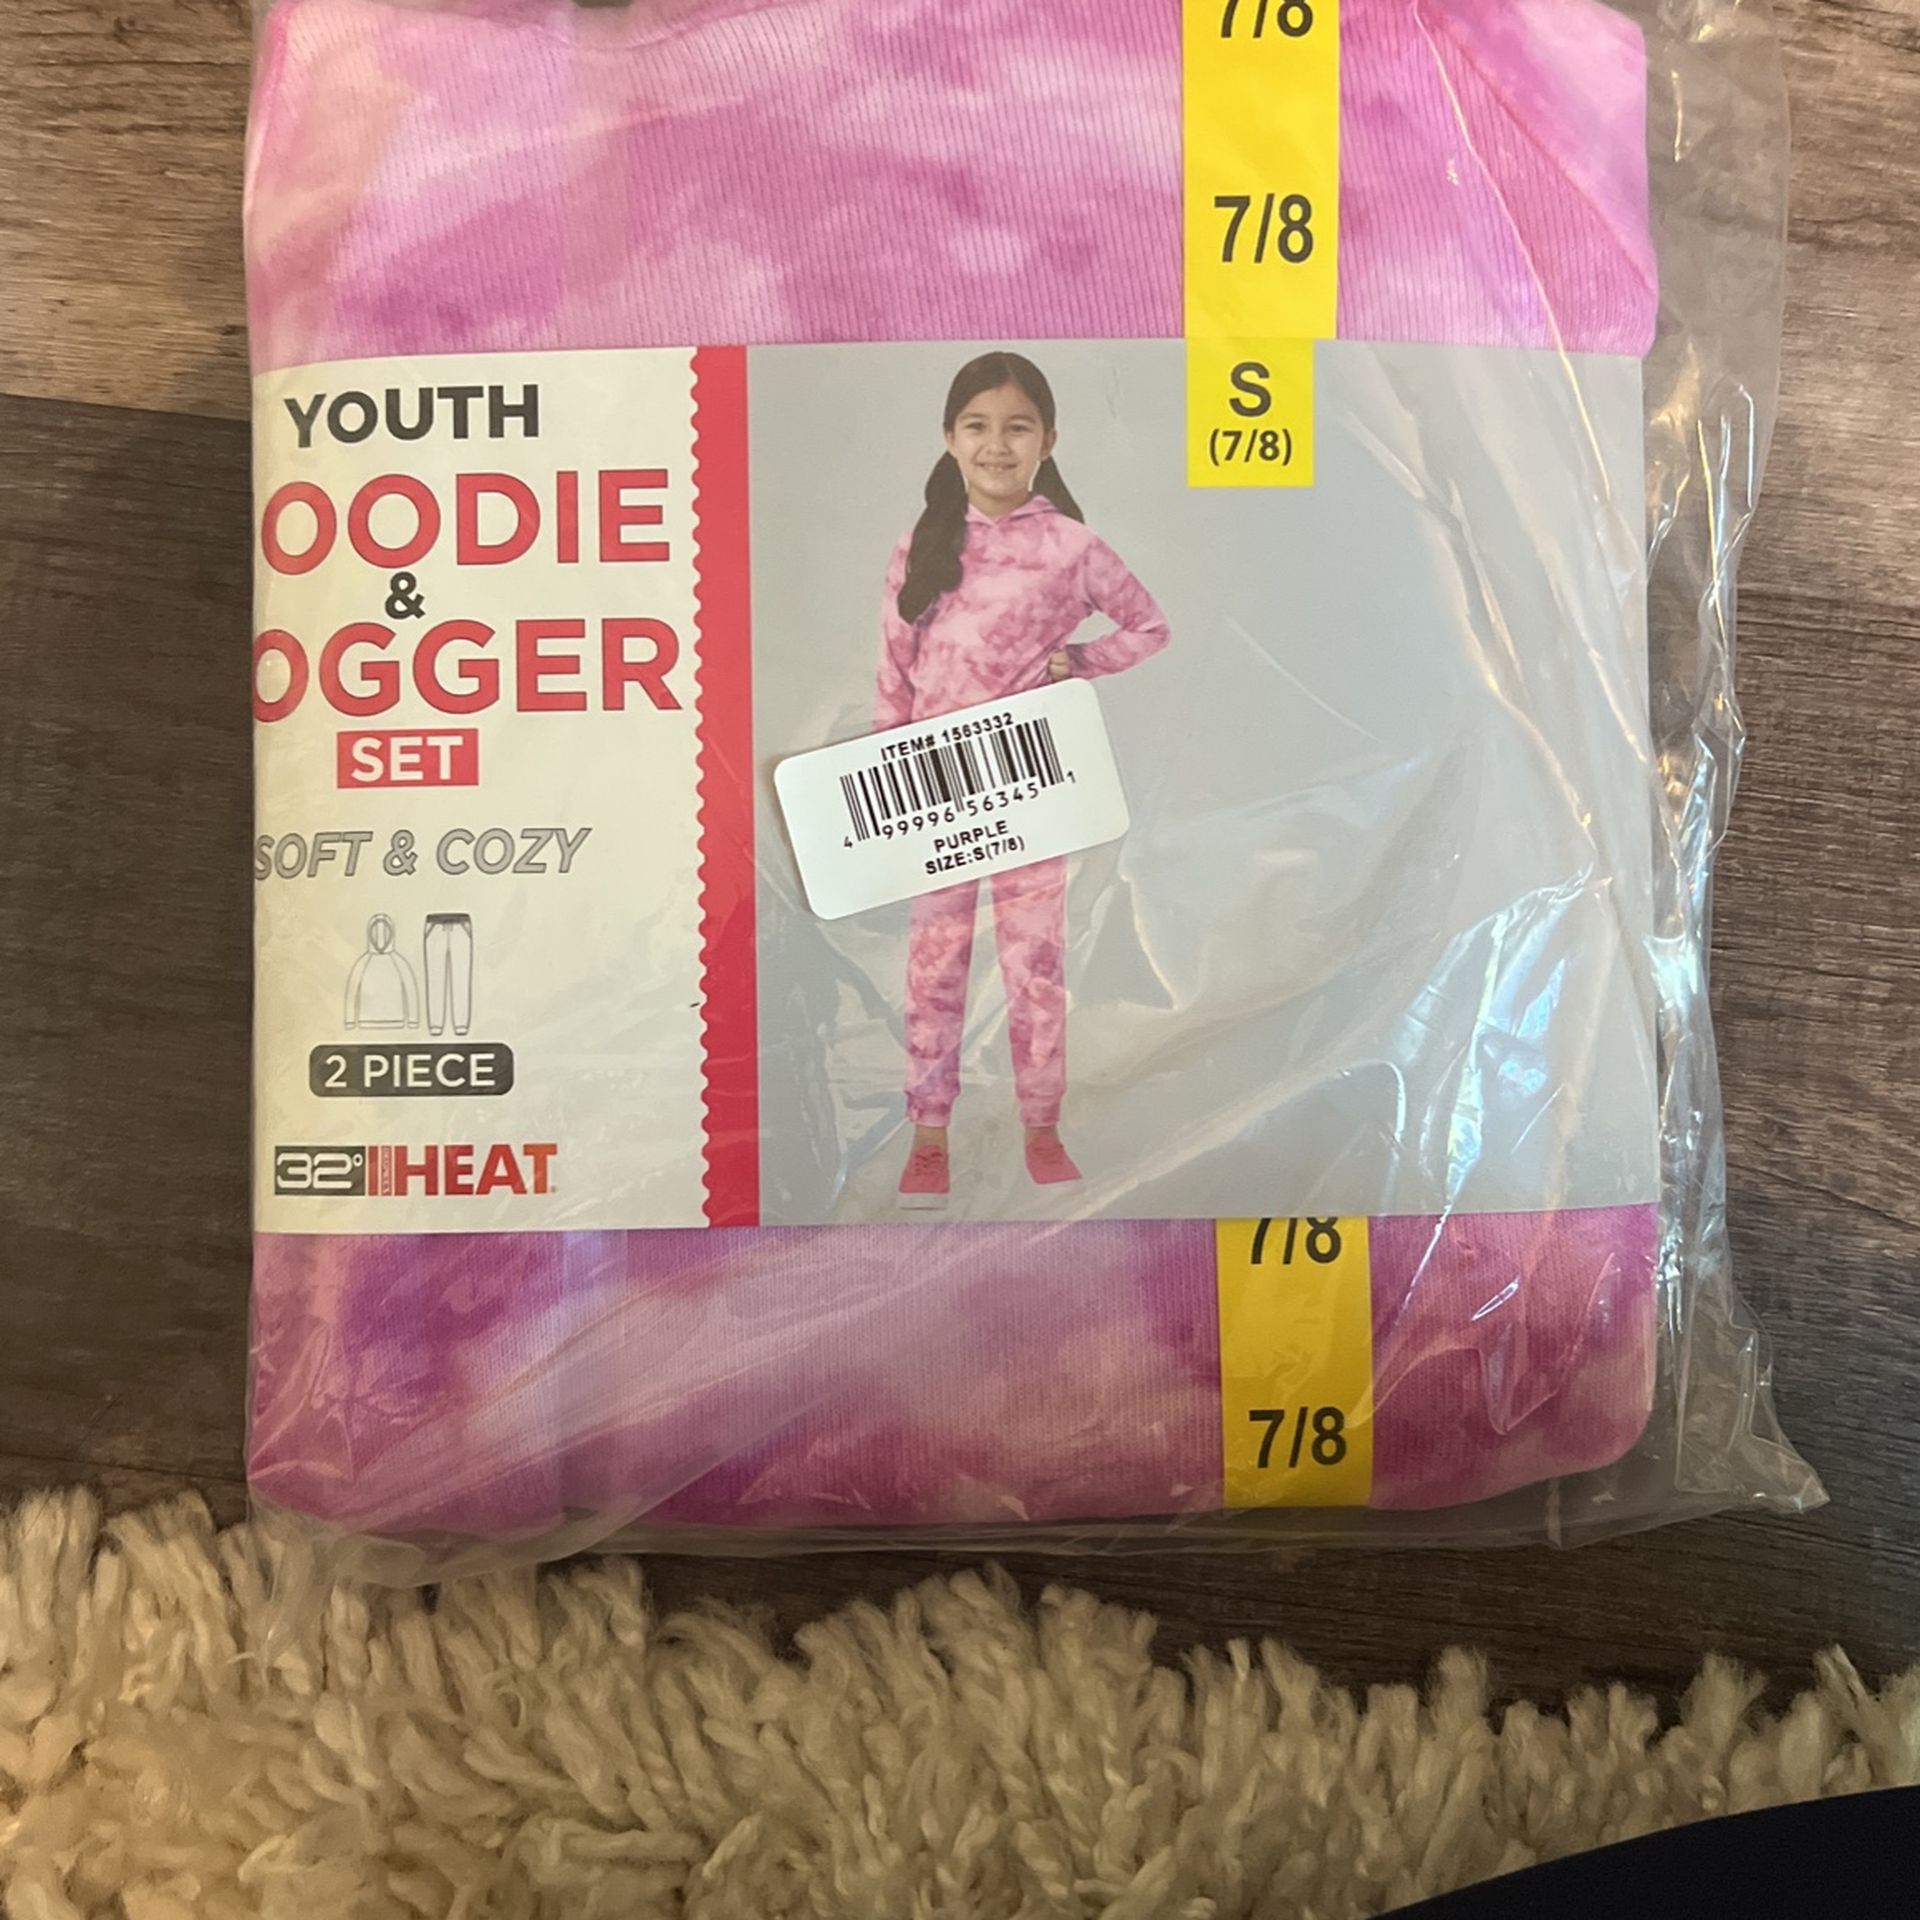 7/8
7/8
YOUTH
OODIE
&
OGGER
SET
SOFT & COZY
2 PIECE
32° HEAT
S
(7/8)
ITEM# 1563332
4 99996 56345 1
PURPLE
SIZE:S(7/8)
7/8
7/8